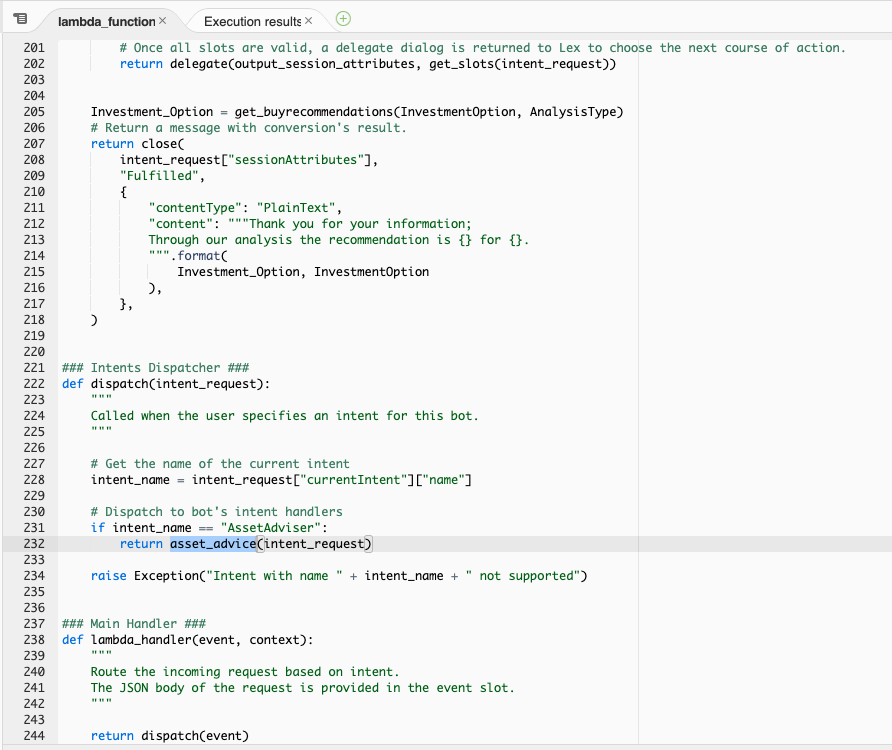 lambda_function × Execution results ×
201         # Once all slots are valid, a delegate dialog is returned to Lex to choose the next course of action.
202         return delegate(output_session_attributes, get_slots(intent_request))
203
204
205     Investment_Option = get_buyrecommendations(InvestmentOption, AnalysisType)
206     # Return a message with conversion's result.
207     return close(
208         intent_request["sessionAttributes"],
209         "Fulfilled",
210         {
211             "contentType": "PlainText",
212             "content": """Thank you for your information;
213             Through our analysis the recommendation is {} for {}.
214             """.format(
215                 Investment_Option, InvestmentOption
216             ),
217         },
218     )
219
220
221 ### Intents Dispatcher ###
222 def dispatch(intent_request):
223     """
224     Called when the user specifies an intent for this bot.
225     """
226
227     # Get the name of the current intent
228     intent_name = intent_request["currentIntent"]["name"]
229
230     # Dispatch to bot's intent handlers
231     if intent_name == "AssetAdviser":
232         return asset_advice(intent_request)
233
234     raise Exception("Intent with name " + intent_name + " not supported")
235
236
237 ### Main Handler ###
238 def lambda_handler(event, context):
239     """
240     Route the incoming request based on intent.
241     The JSON body of the request is provided in the event slot.
242     """
243
244     return dispatch(event)